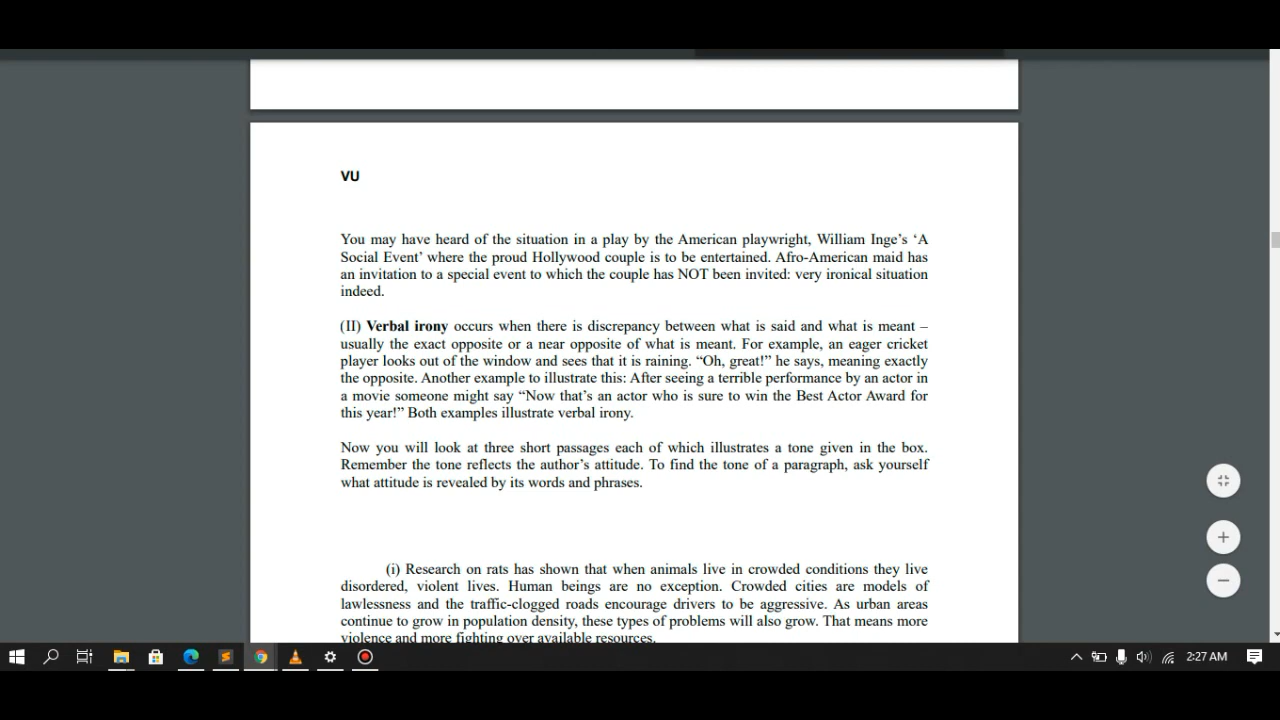 VU
You may have heard of the situation in a play by the American playwright, William Inge’s ‘A
Social Event’ where the proud Hollywood couple is to be entertained. Afro-American maid has
an invitation to a special event to which the couple has NOT been invited: very ironical situation
indeed.
(II) Verbal irony occurs when there is discrepancy between what is said and what is meant –
usually the exact opposite or a near opposite of what is meant. For example, an eager cricket
player looks out of the window and sees that it is raining. “Oh, great!” he says, meaning exactly
the opposite. Another example to illustrate this: After seeing a terrible performance by an actor in
a movie someone might say “Now that’s an actor who is sure to win the Best Actor Award for
this year!” Both examples illustrate verbal irony.
Now you will look at three short passages each of which illustrates a tone given in the box.
Remember the tone reflects the author’s attitude. To find the tone of a paragraph, ask yourself
what attitude is revealed by its words and phrases.
(i) Research on rats has shown that when animals live in crowded conditions they live
disordered, violent lives. Human beings are no exception. Crowded cities are models of
lawlessness and the traffic-clogged roads encourage drivers to be aggressive. As urban areas
continue to grow in population density, these types of problems will also grow. That means more
violence and more fighting over available resources.
2:27 AM